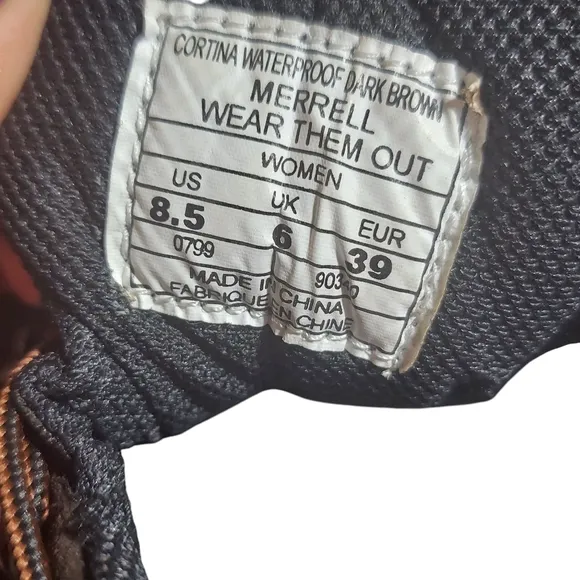 CORTINA WATERPROOF DARK BROWN
MERRELL
WEAR THEM OUT
WOMEN
US UK EUR
8.5 6 39
0799
MADE IN CHINA
FABRIQUE EN CHINE